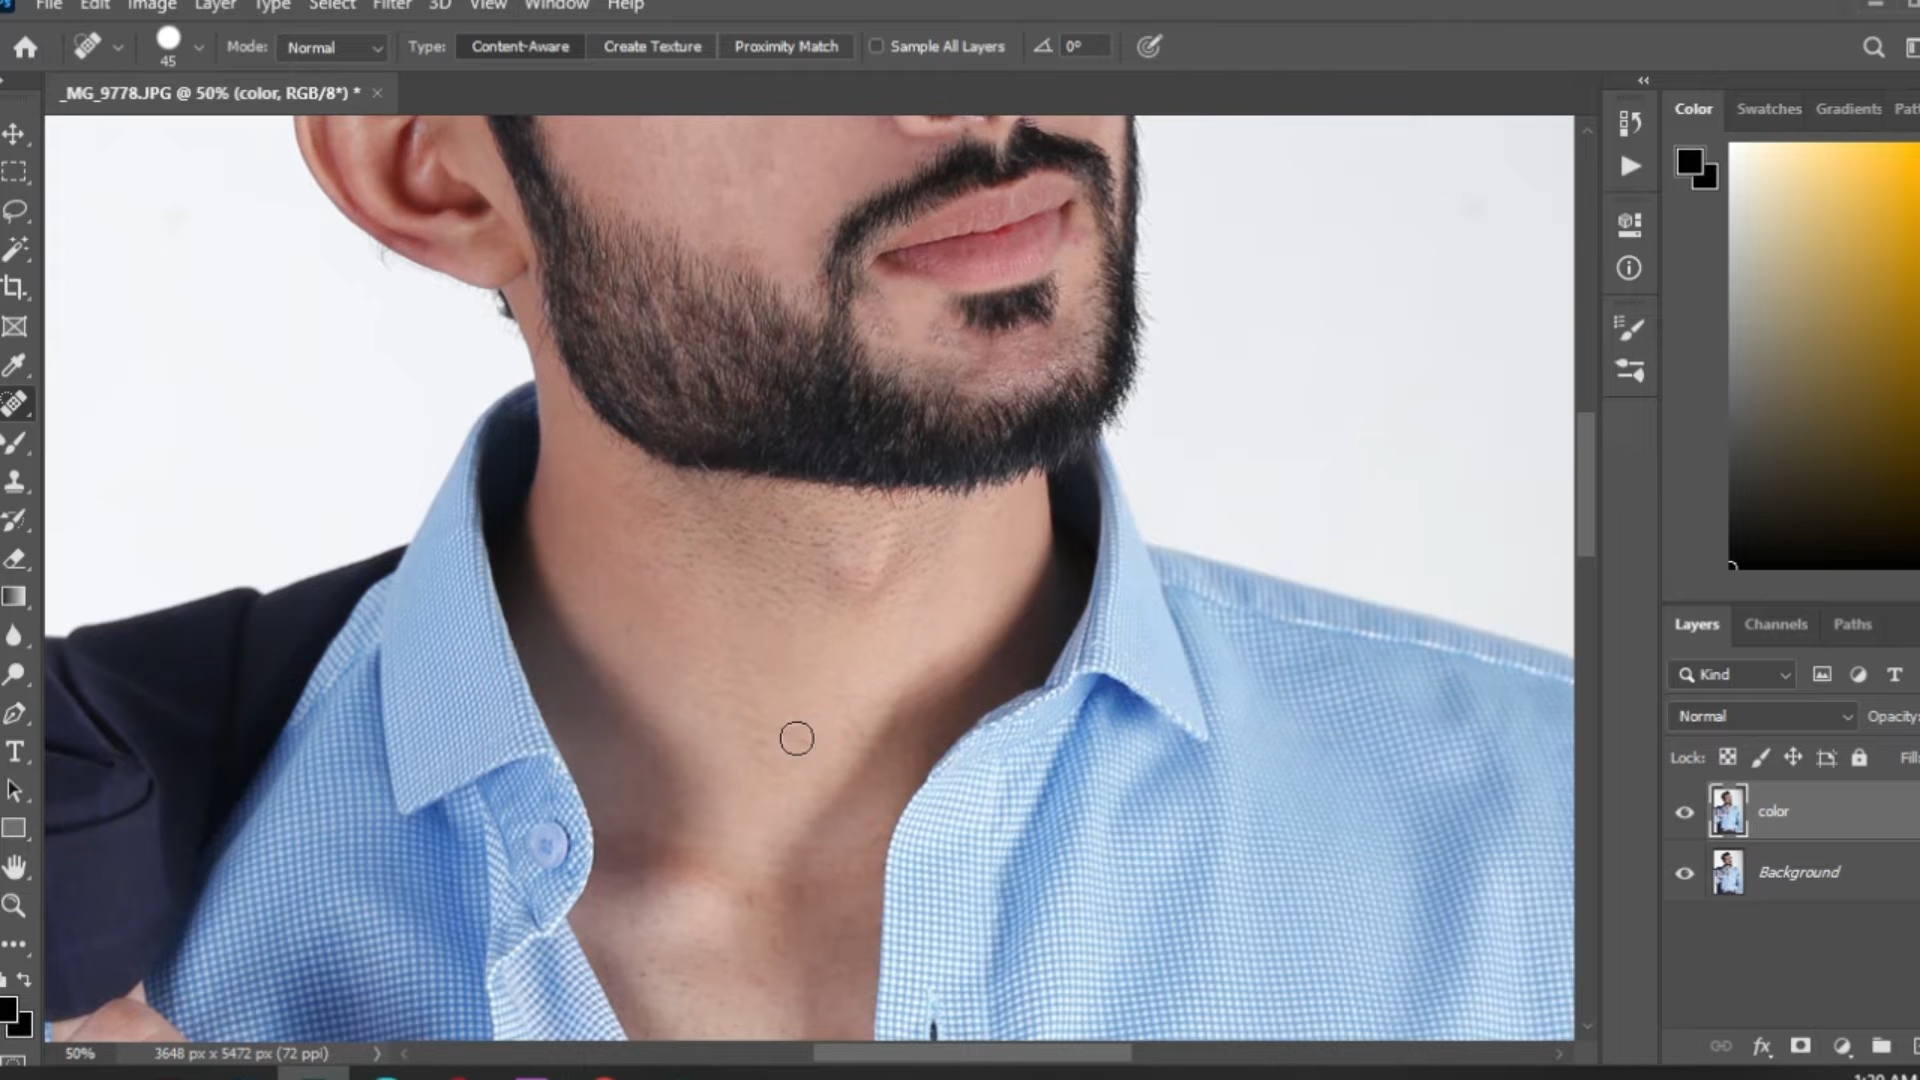 File Edit Image Layer Type Select Filter 3D View Window Help
45 Mode: Normal Type: Content-Aware Create Texture Proximity Match Sample All Layers 0°
_MG_9778.JPG @ 50% (color, RGB/8*) * ×
Color Swatches Gradients
Layers Channels Paths
Kind
Normal Opacity:
Lock:
color
Background
50% 3648 px x 5472 px (72 ppi)